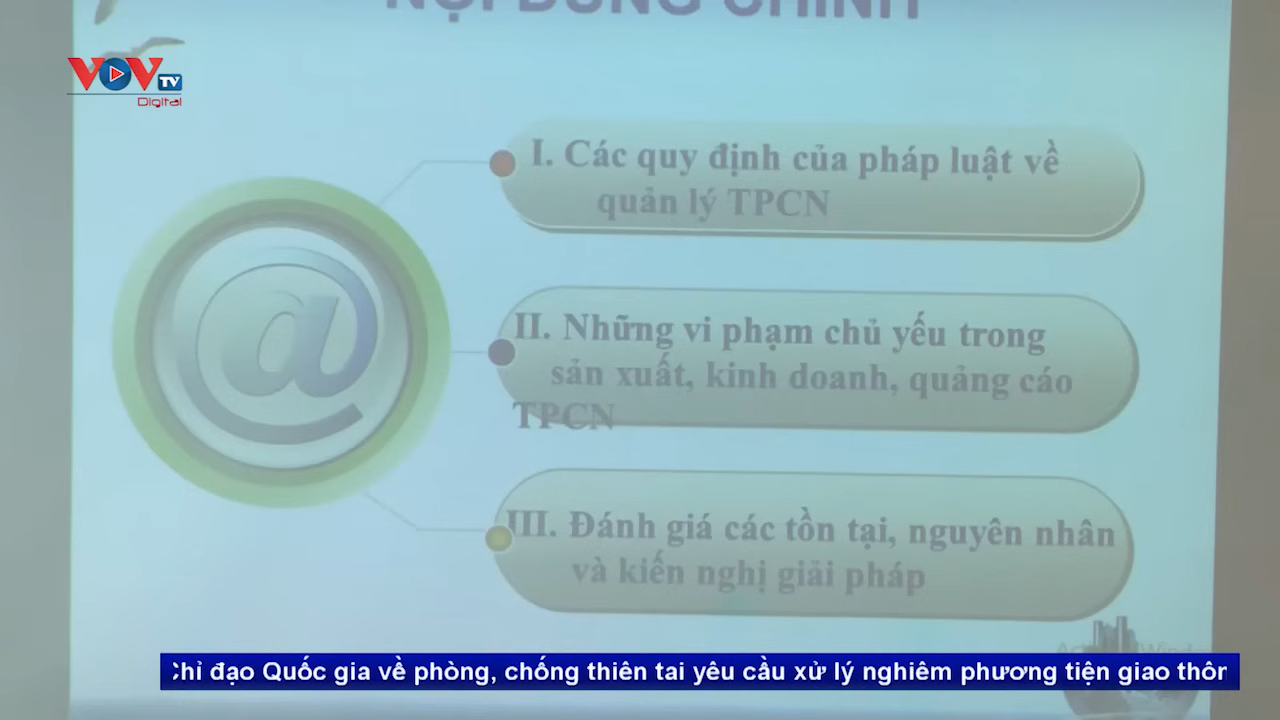 NỘI DUNG CHÍNH
VOV TV
Digital
I. Các quy định của pháp luật về
quản lý TPCN
II. Những vi phạm chủ yếu trong
sản xuất, kinh doanh, quảng cáo
TPCN
III. Đánh giá các tồn tại, nguyên nhân
và kiến nghị giải pháp
Chỉ đạo Quốc gia về phòng, chống thiên tai yêu cầu xử lý nghiêm phương tiện giao thôn